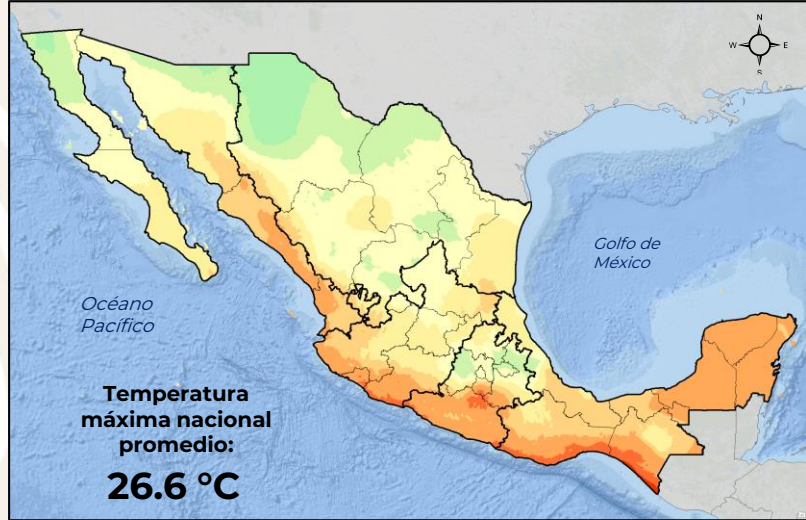 N
W E
S
Golfo de
México
Océano
Pacífico
Temperatura
máxima nacional
promedio:
26.6 °C